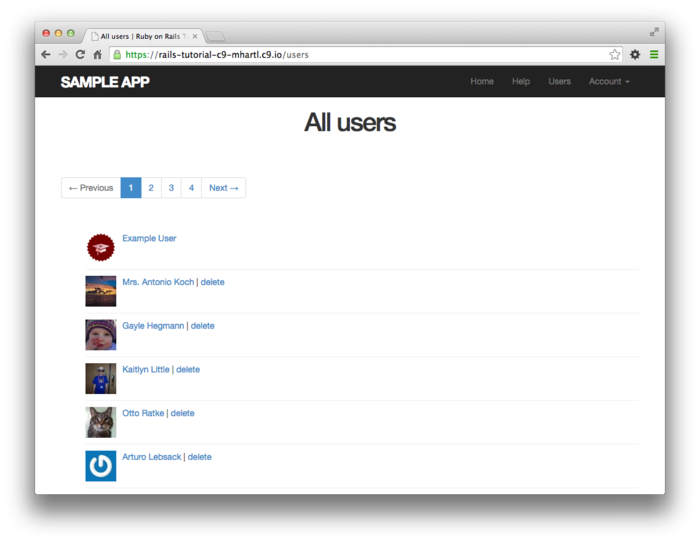 All users | Ruby on Rails T
https://rails-tutorial-c9-mhartl.c9.io/users
SAMPLE APP
Home Help Users Account
All users
← Previous 1 2 3 4 Next →
Example User
Mrs. Antonio Koch | delete
Gayle Hegmann | delete
Kaitlyn Little | delete
Otto Ratke | delete
Arturo Lebsack | delete